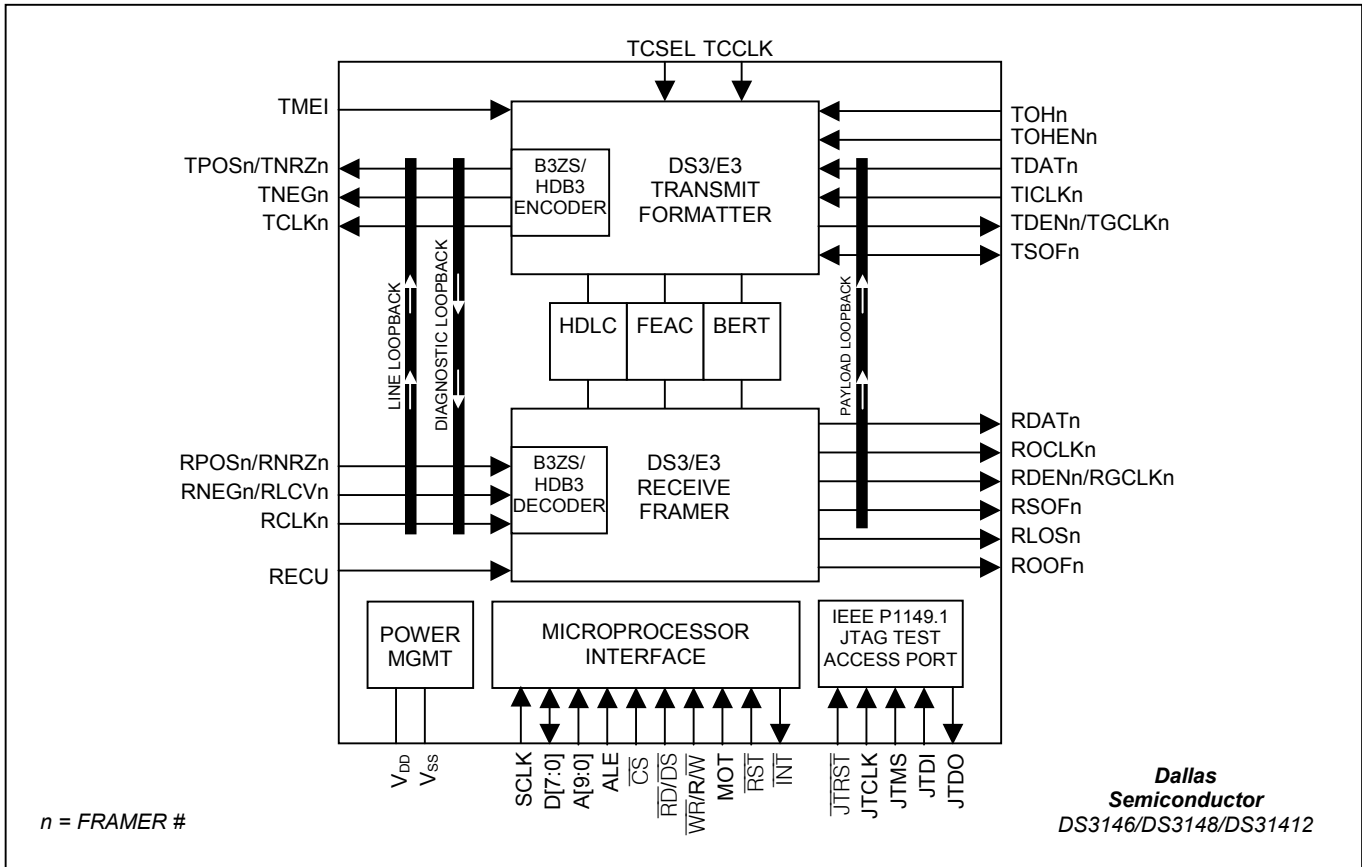 TCSEL TCCLK
TMEI
TPOSn/TNRZn
TNEGn
TCLKn
B3ZS/
HDB3
ENCODER
DS3/E3
TRANSMIT
FORMATTER
TOHn
TOHENn
TDATn
TICLKn
TDENn/TGCLKn
TSOFn
LINE LOOPBACK
DIAGNOSTIC LOOPBACK
HDLC
FEAC
BERT
PAYLOAD LOOPBACK
RPOSn/RNRZn
RNEGn/RLCVn
RCLKn
RECU
B3ZS/
HDB3
DECODER
DS3/E3
RECEIVE
FRAMER
RDATn
ROCLKn
RDENn/RGCLKn
RSOFn
RLOSn
ROOFn
POWER
MGMT
MICROPROCESSOR
INTERFACE
IEEE P1149.1
JTAG TEST
ACCESS PORT
VDD
VSS
SCLK
D[7:0]
A[9:0]
ALE
CS
RD/DS
WR/R/W
MOT
RST
INT
JTRST
JTCLK
JTMS
JTDI
JTDO
n = FRAMER #
Dallas
Semiconductor
DS3146/DS3148/DS31412